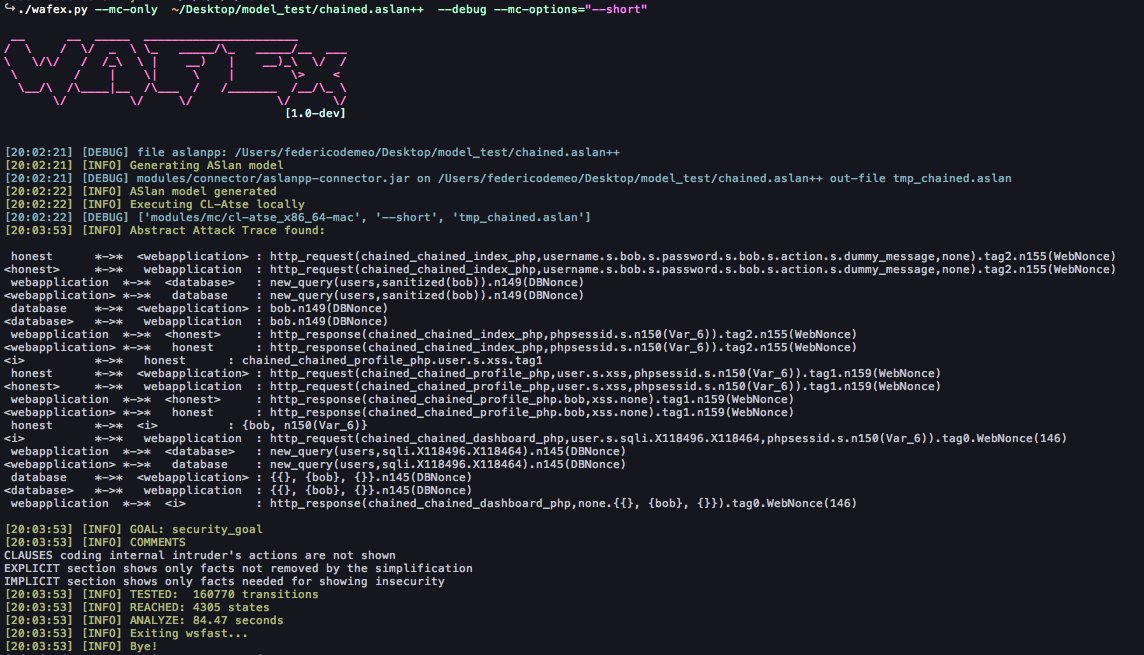 ↪./wafex.py --mc-only ~/Desktop/model_test/chained.aslan++ --debug --mc-options="--short"
WAFEX
[1.0-dev]
[20:02:21] [DEBUG] file aslanpp: /Users/federicodemeo/Desktop/model_test/chained.aslan++
[20:02:21] [INFO] Generating ASlan model
[20:02:21] [DEBUG] modules/connector/aslanpp-connector.jar on /Users/federicodemeo/Desktop/model_test/chained.aslan++ out-file tmp_chained.aslan
[20:02:22] [INFO] ASlan model generated
[20:02:22] [INFO] Executing CL-Atse locally
[20:02:22] [DEBUG] ['modules/mc/cl-atse_x86_64-mac', '--short', 'tmp_chained.aslan']
[20:03:53] [INFO] Abstract Attack Trace found:
honest *->* <webapplication> : http_request(chained_chained_index_php,username.s.bob.s.password.s.bob.s.action.s.dummy_message,none).tag2.n155(WebNonce)
<honest> *->* webapplication : http_request(chained_chained_index_php,username.s.bob.s.password.s.bob.s.action.s.dummy_message,none).tag2.n155(WebNonce)
webapplication *->* <database> : new_query(users,sanitized(bob)).n149(DBNonce)
<webapplication> *->* database : new_query(users,sanitized(bob)).n149(DBNonce)
database *->* <webapplication> : bob.n149(DBNonce)
<database> *->* webapplication : bob.n149(DBNonce)
webapplication *->* <honest> : http_response(chained_chained_index_php,phpsessid.s.n150(Var_6)).tag2.n155(WebNonce)
<webapplication> *->* honest : http_response(chained_chained_index_php,phpsessid.s.n150(Var_6)).tag2.n155(WebNonce)
<i> *->* honest : chained_chained_profile_php.user.s.xss.tag1
honest *->* <webapplication> : http_request(chained_chained_profile_php,user.s.xss,phpsessid.s.n150(Var_6)).tag1.n159(WebNonce)
<honest> *->* webapplication : http_request(chained_chained_profile_php,user.s.xss,phpsessid.s.n150(Var_6)).tag1.n159(WebNonce)
webapplication *->* <honest> : http_response(chained_chained_profile_php.bob,xss.none).tag1.n159(WebNonce)
<webapplication> *->* honest : http_response(chained_chained_profile_php.bob,xss.none).tag1.n159(WebNonce)
honest *->* <i> : {bob, n150(Var_6)}
<i> *->* webapplication : http_request(chained_chained_dashboard_php,user.s.sqli.X118496.X118464,phpsessid.s.n150(Var_6)).tag0.WebNonce(146)
webapplication *->* <database> : new_query(users,sqli.X118496.X118464).n145(DBNonce)
<webapplication> *->* database : new_query(users,sqli.X118496.X118464).n145(DBNonce)
database *->* <webapplication> : {{}, {bob}, {}}.n145(DBNonce)
<database> *->* webapplication : {{}, {bob}, {}}.n145(DBNonce)
webapplication *->* <i> : http_response(chained_chained_dashboard_php,none.{{}, {bob}, {}}).tag0.WebNonce(146)
[20:03:53] [INFO] GOAL: security_goal
[20:03:53] [INFO] COMMENTS
CLAUSES coding internal intruder's actions are not shown
EXPLICIT section shows only facts not removed by the simplification
IMPLICIT section shows only facts needed for showing insecurity
[20:03:53] [INFO] TESTED: 160770 transitions
[20:03:53] [INFO] REACHED: 4305 states
[20:03:53] [INFO] ANALYZE: 84.47 seconds
[20:03:53] [INFO] Exiting wsfast...
[20:03:53] [INFO] Bye!